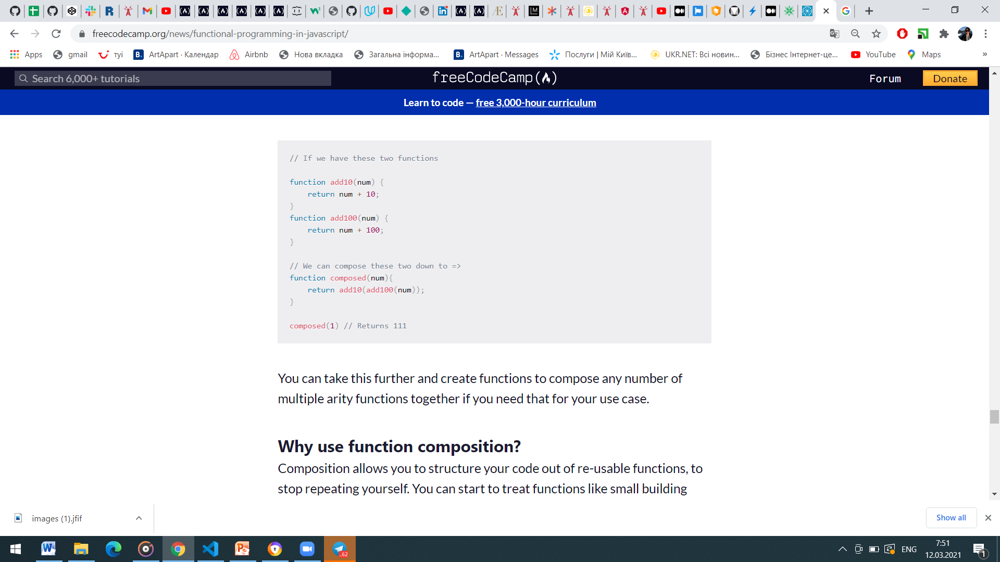 freecodecamp.org/news/functional-programming-in-javascript/
Apps
gmail
туі
ArtApart · Календар
Airbnb
Нова вкладка
Загальна інформа...
ArtApart · Messages
Послуги | Мій Київ...
UKR.NET: Всі новин...
Бізнес Інтернет-це...
YouTube
Maps
»
Search 6,000+ tutorials
freeCodeCamp
Forum
Donate
Learn to code — free 3,000-hour curriculum
// If we have these two functions
function add10(num) {
return num + 10;
}
function add100(num) {
return num + 100;
}
// We can compose these two down to =>
function composed(num){
return add10(add100(num));
}
composed(1) // Returns 111
You can take this further and create functions to compose any number of
multiple arity functions together if you need that for your use case.
Why use function composition?
Composition allows you to structure your code out of re-usable functions, to
stop repeating yourself. You can start to treat functions like small building
images (1).jfif
Show all
..62
ENG
7:51
12.03.2021
1